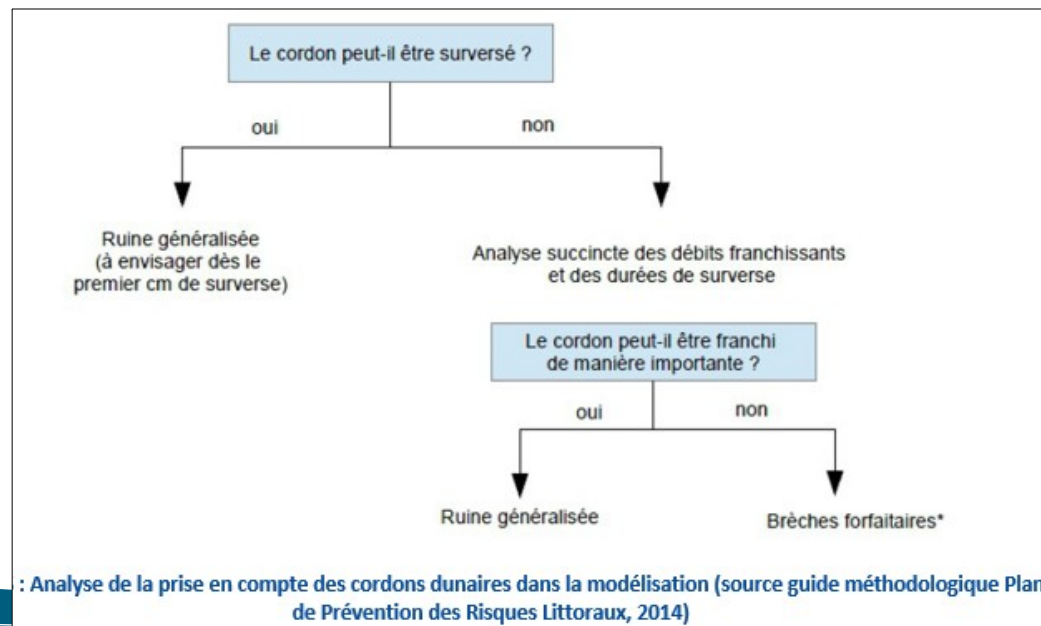 Le cordon peut-il être surversé ?
oui
non
Ruine généralisée
(à envisager dès le
premier cm de surverse)
Analyse succincte des débits franchissants
et des durées de surverse
Le cordon peut-il être franchi
de manière importante ?
oui
non
Ruine généralisée
Brèches forfaitaires*
: Analyse de la prise en compte des cordons dunaires dans la modélisation (source guide méthodologique Plan
de Prévention des Risques Littoraux, 2014)